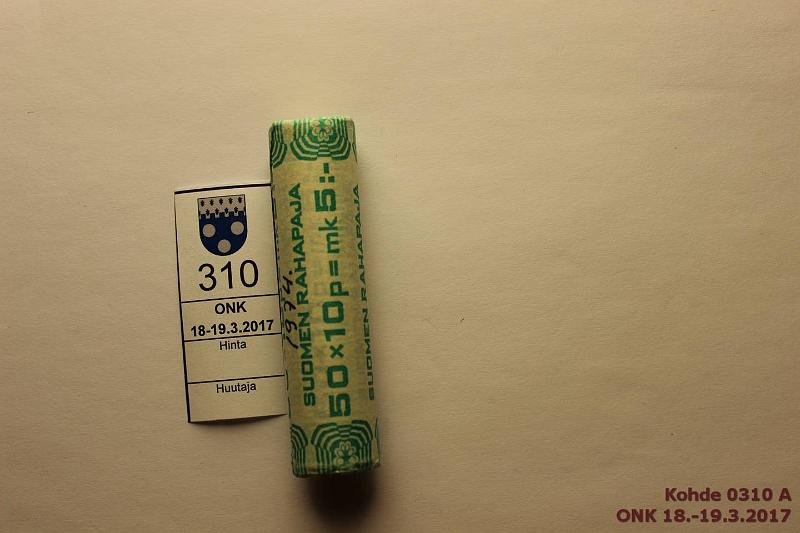 310
ONK
18-19.3.2017
Hinta
Huutaja
SUOMEN RAHAPAJA
1974.
50×10p=mk 5:-
SUOMEN RAHAPAJA
Kohde 0310 A
ONK 18.-19.3.2017